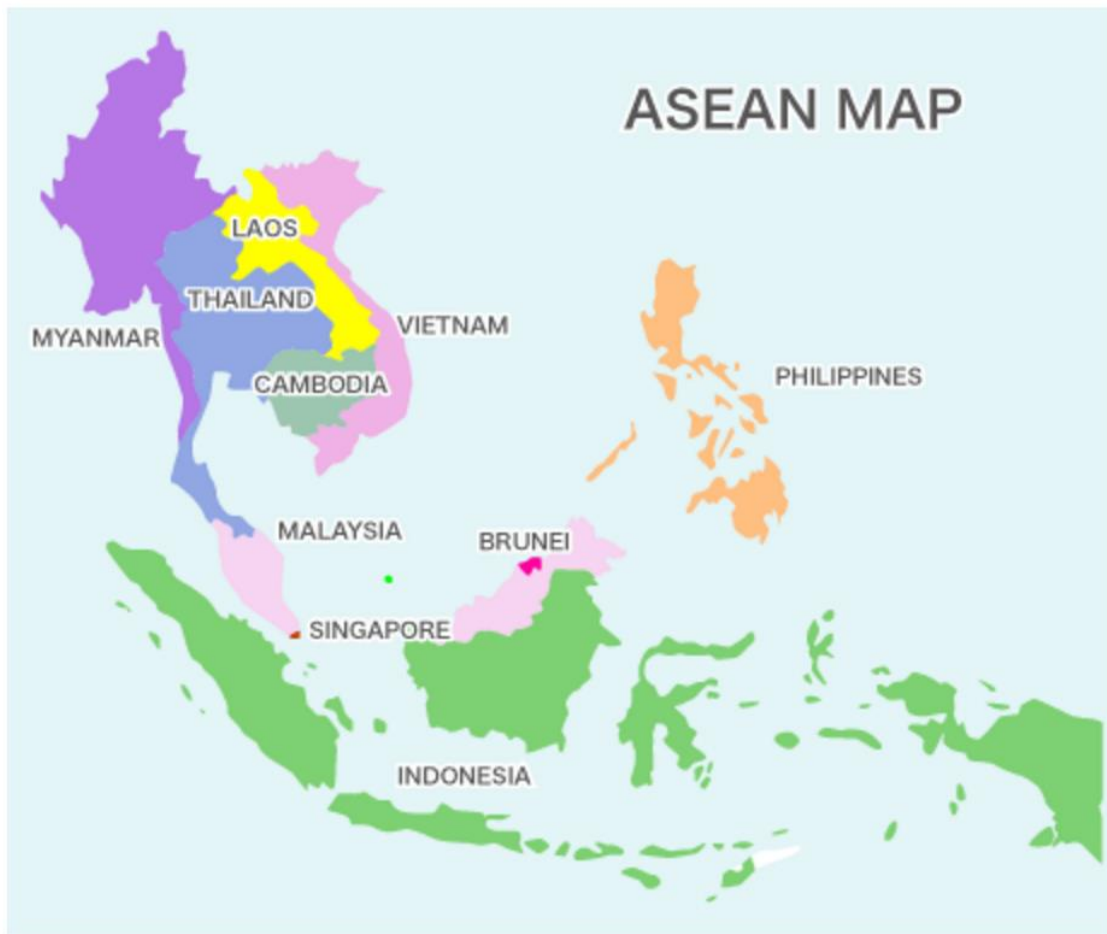 ASEAN MAP
LAOS
THAILAND
MYANMAR
VIETNAM
CAMBODIA
PHILIPPINES
MALAYSIA
BRUNEI
SINGAPORE
INDONESIA